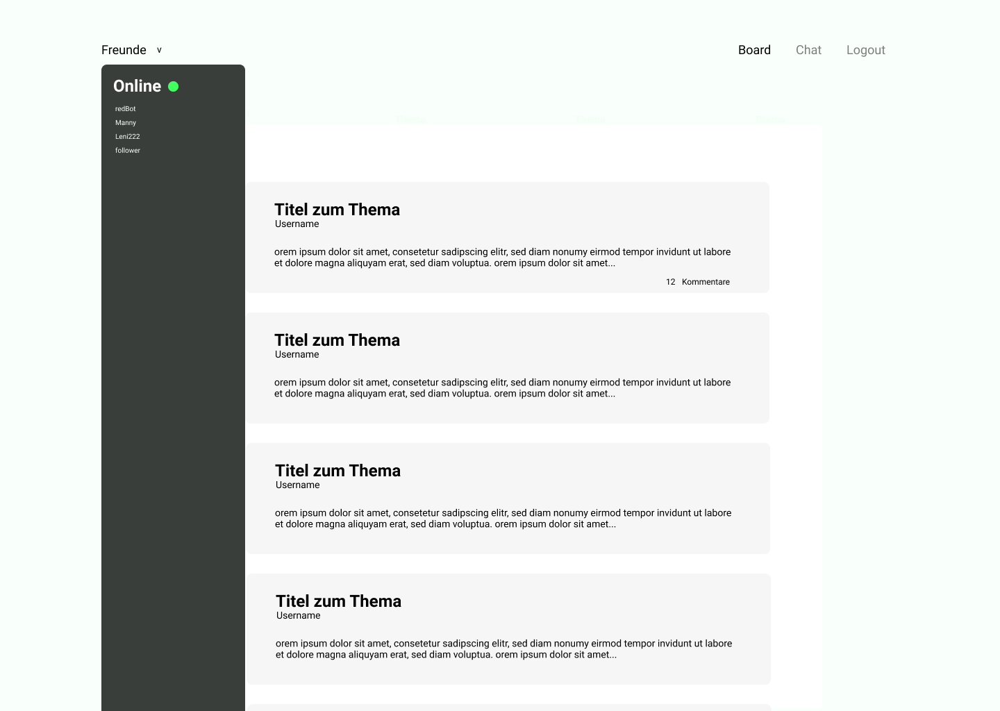 Freunde v
Board Chat Logout
Online
redBot
Manny
Leni222
follower
Titel zum Thema
Username
orem ipsum dolor sit amet, consetetur sadipscing elitr, sed diam nonumy eirmod tempor invidunt ut labore
et dolore magna aliquyam erat, sed diam voluptua. orem ipsum dolor sit amet...
12 Kommentare
Titel zum Thema
Username
orem ipsum dolor sit amet, consetetur sadipscing elitr, sed diam nonumy eirmod tempor invidunt ut labore
et dolore magna aliquyam erat, sed diam voluptua. orem ipsum dolor sit amet...
Titel zum Thema
Username
orem ipsum dolor sit amet, consetetur sadipscing elitr, sed diam nonumy eirmod tempor invidunt ut labore
et dolore magna aliquyam erat, sed diam voluptua. orem ipsum dolor sit amet...
Titel zum Thema
Username
orem ipsum dolor sit amet, consetetur sadipscing elitr, sed diam nonumy eirmod tempor invidunt ut labore
et dolore magna aliquyam erat, sed diam voluptua. orem ipsum dolor sit amet...